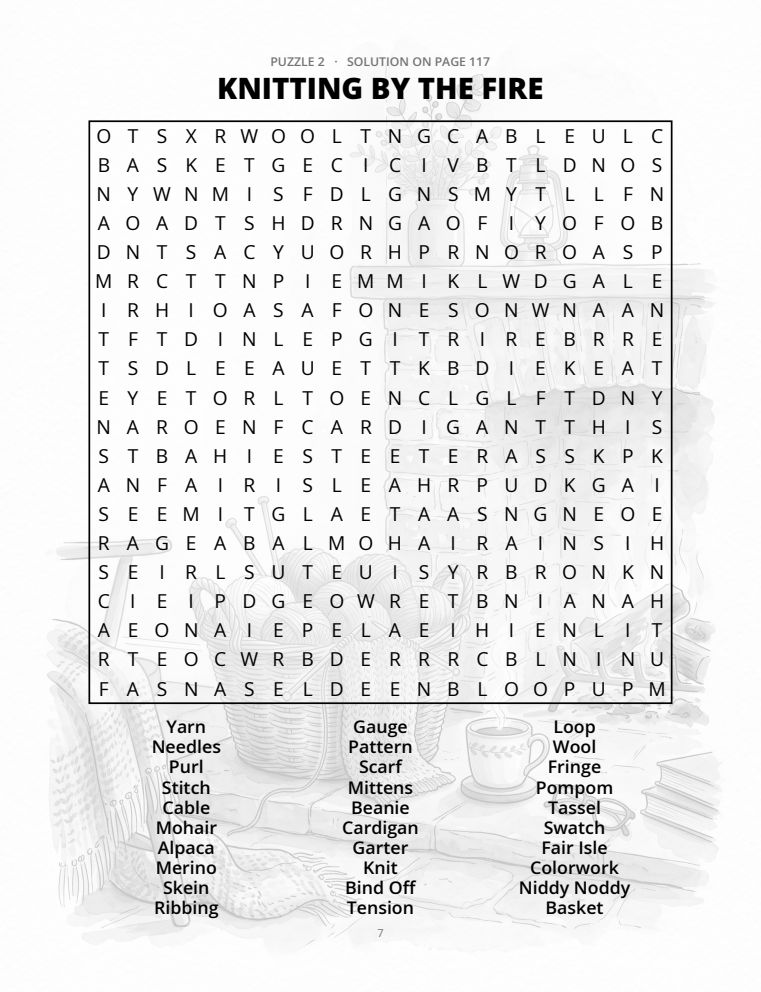 PUZZLE 2 · SOLUTION ON PAGE 117
KNITTING BY THE FIRE
O T S X R W O O L T N G C A B L E U L C
B A S K E T G E C I C I V B T L D N O S
N Y W N M I S F D L G N S M Y T L L F N
A O A D T S H D R N G A O F I Y O F O B
D N T S A C Y U O R H P R N O R O A S P
M R C T T N P I E M M I K L W D G A L E
I R H I O A S A F O N E S O N W N A A N
T F T D I N L E P G I T R I R E B R R E
T S D L E E A U E T T K B D I E K E A T
E Y E T O R L T O E N C L G L F T D N Y
N A R O E N F C A R D I G A N T T H I S
S T B A H I E S T E E T E R A S S K P K
A N F A I R I S L E A H R P U D K G A I
S E E M I T G L A E T A A S N G N E O E
R A G E A B A L M O H A I R A I N S I H
S E I R L S U T E U I S Y R B R O N K N
C I E I P D G E O W R E T B N I A N A H
A E O N A I E P E L A E I H I E N L I T
R T E O C W R B D E R R R C B L N I N U
F A S N A S E L D E E N B L O O P U P M
Yarn Gauge Loop
Needles Pattern Wool
Purl Scarf Fringe
Stitch Mittens Pompom
Cable Beanie Tassel
Mohair Cardigan Swatch
Alpaca Garter Fair Isle
Merino Knit Colorwork
Skein Bind Off Niddy Noddy
Ribbing Tension Basket
7